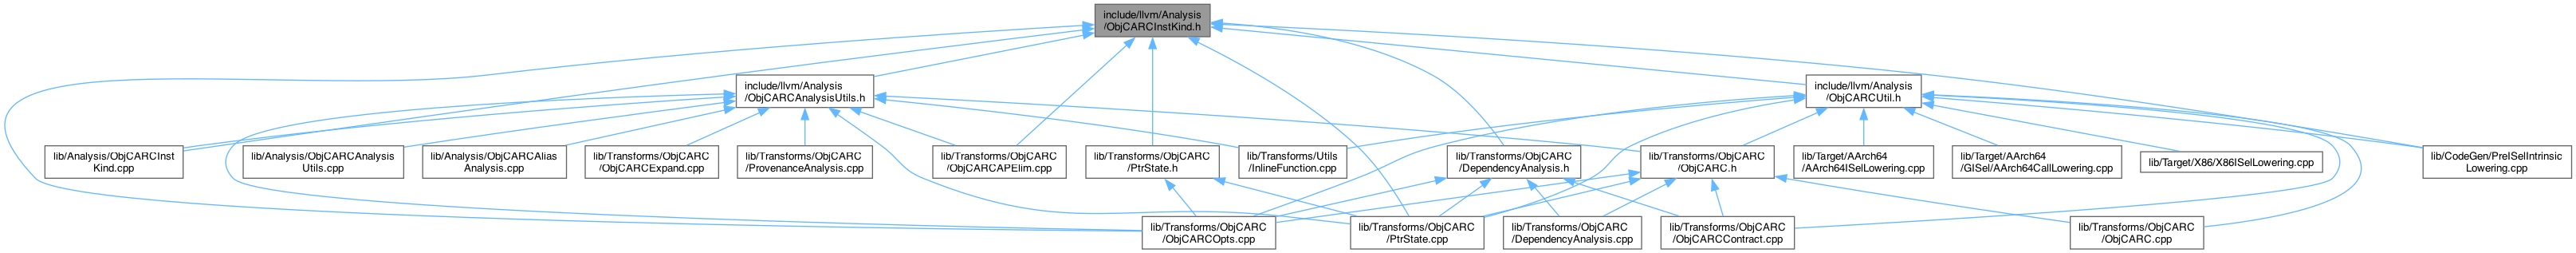 include/llvm/Analysis
/ObjCARCInstKind.h
include/llvm/Analysis
/ObjCARCAnalysisUtils.h
include/llvm/Analysis
/ObjCARCUtil.h
lib/Analysis/ObjCARCInst
Kind.cpp
lib/Analysis/ObjCARCAnalysis
Utils.cpp
lib/Analysis/ObjCARCAlias
Analysis.cpp
lib/Transforms/ObjCARC
/ObjCARCExpand.cpp
lib/Transforms/ObjCARC
/ProvenanceAnalysis.cpp
lib/Transforms/ObjCARC
/ObjCARCAPElim.cpp
lib/Transforms/ObjCARC
/PtrState.h
lib/Transforms/Utils
/InlineFunction.cpp
lib/Transforms/ObjCARC
/DependencyAnalysis.h
lib/Transforms/ObjCARC
/ObjCARC.h
lib/Target/AArch64
/AArch64ISelLowering.cpp
lib/Target/AArch64
/GISel/AArch64CallLowering.cpp
lib/Target/X86/X86ISelLowering.cpp
lib/CodeGen/PreISelIntrinsic
Lowering.cpp
lib/Transforms/ObjCARC
/ObjCARCOpts.cpp
lib/Transforms/ObjCARC
/PtrState.cpp
lib/Transforms/ObjCARC
/DependencyAnalysis.cpp
lib/Transforms/ObjCARC
/ObjCARCContract.cpp
lib/Transforms/ObjCARC
/ObjCARC.cpp